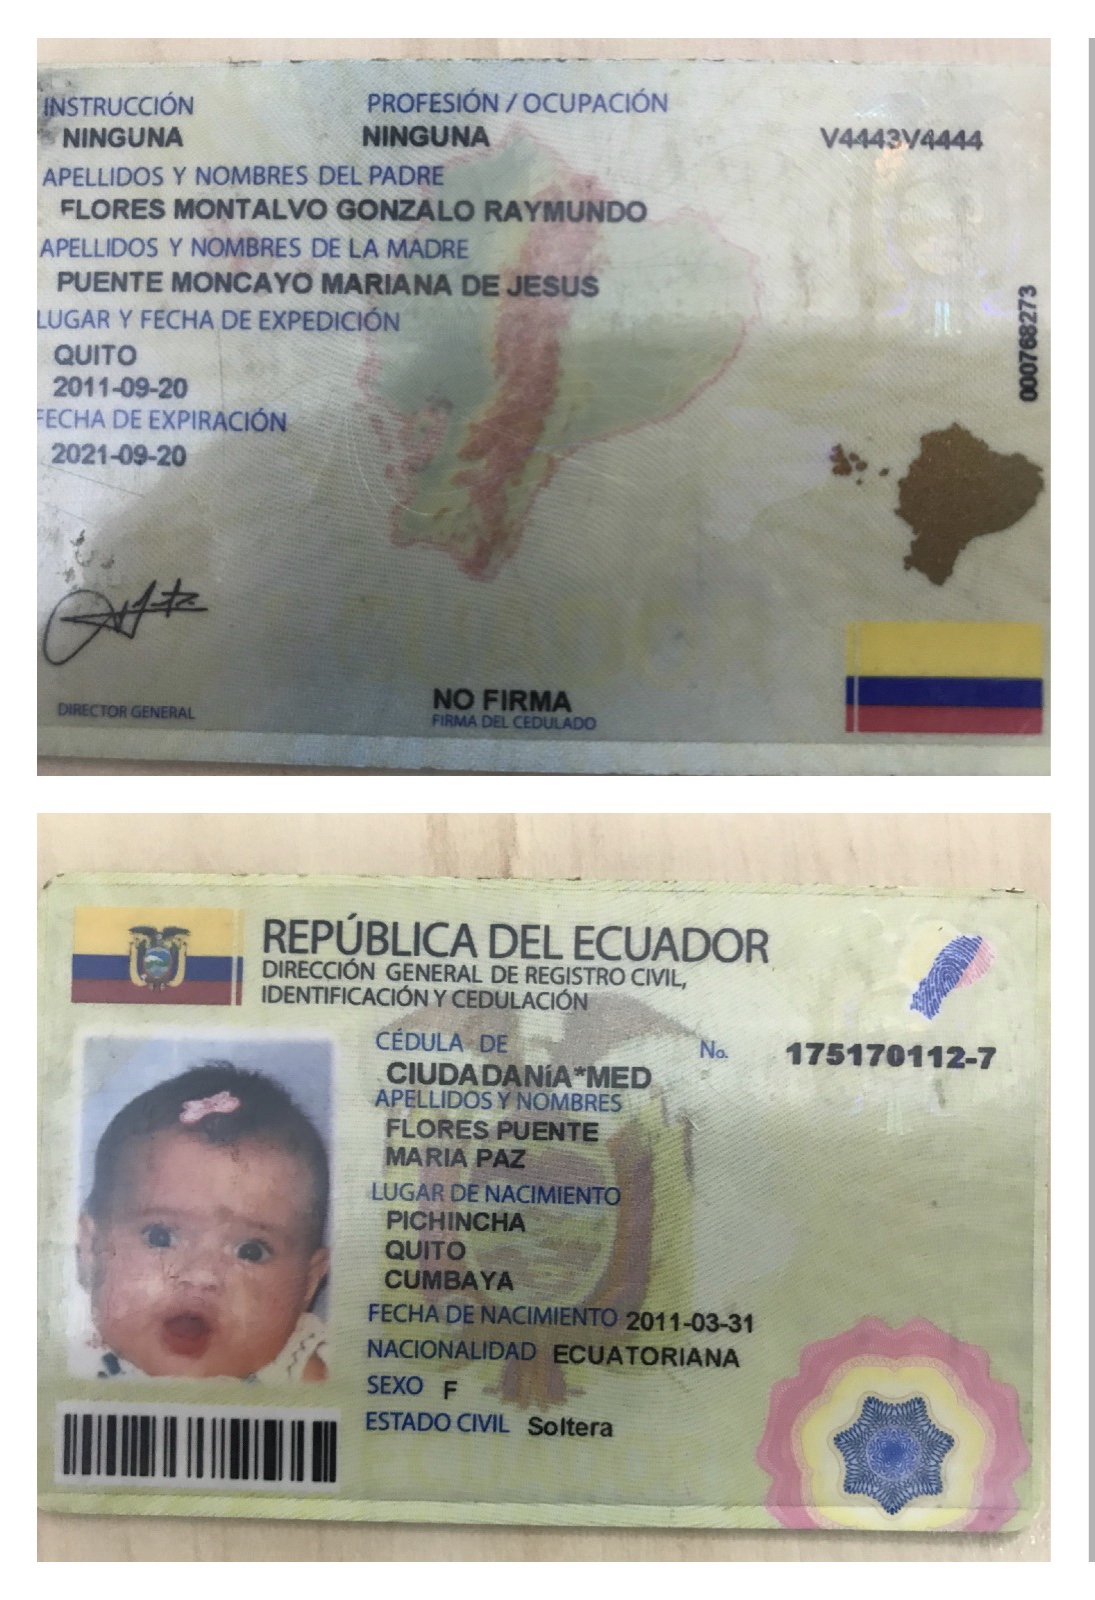 INSTRUCCIÓN PROFESIÓN / OCUPACIÓN
NINGUNA NINGUNA V4443V4444
APELLIDOS Y NOMBRES DEL PADRE
FLORES MONTALVO GONZALO RAYMUNDO
APELLIDOS Y NOMBRES DE LA MADRE
PUENTE MONCAYO MARIANA DE JESUS
LUGAR Y FECHA DE EXPEDICIÓN
QUITO
2011-09-20
FECHA DE EXPIRACIÓN
2021-09-20
000768273
NO FIRMA
DIRECTOR GENERAL FIRMA DEL CEDULADO
REPÚBLICA DEL ECUADOR
DIRECCIÓN GENERAL DE REGISTRO CIVIL,
IDENTIFICACIÓN Y CEDULACIÓN
CÉDULA DE No. 175170112-7
CIUDADANíA*MED
APELLIDOS Y NOMBRES
FLORES PUENTE
MARIA PAZ
LUGAR DE NACIMIENTO
PICHINCHA
QUITO
CUMBAYA
FECHA DE NACIMIENTO 2011-03-31
NACIONALIDAD ECUATORIANA
SEXO F
ESTADO CIVIL Soltera